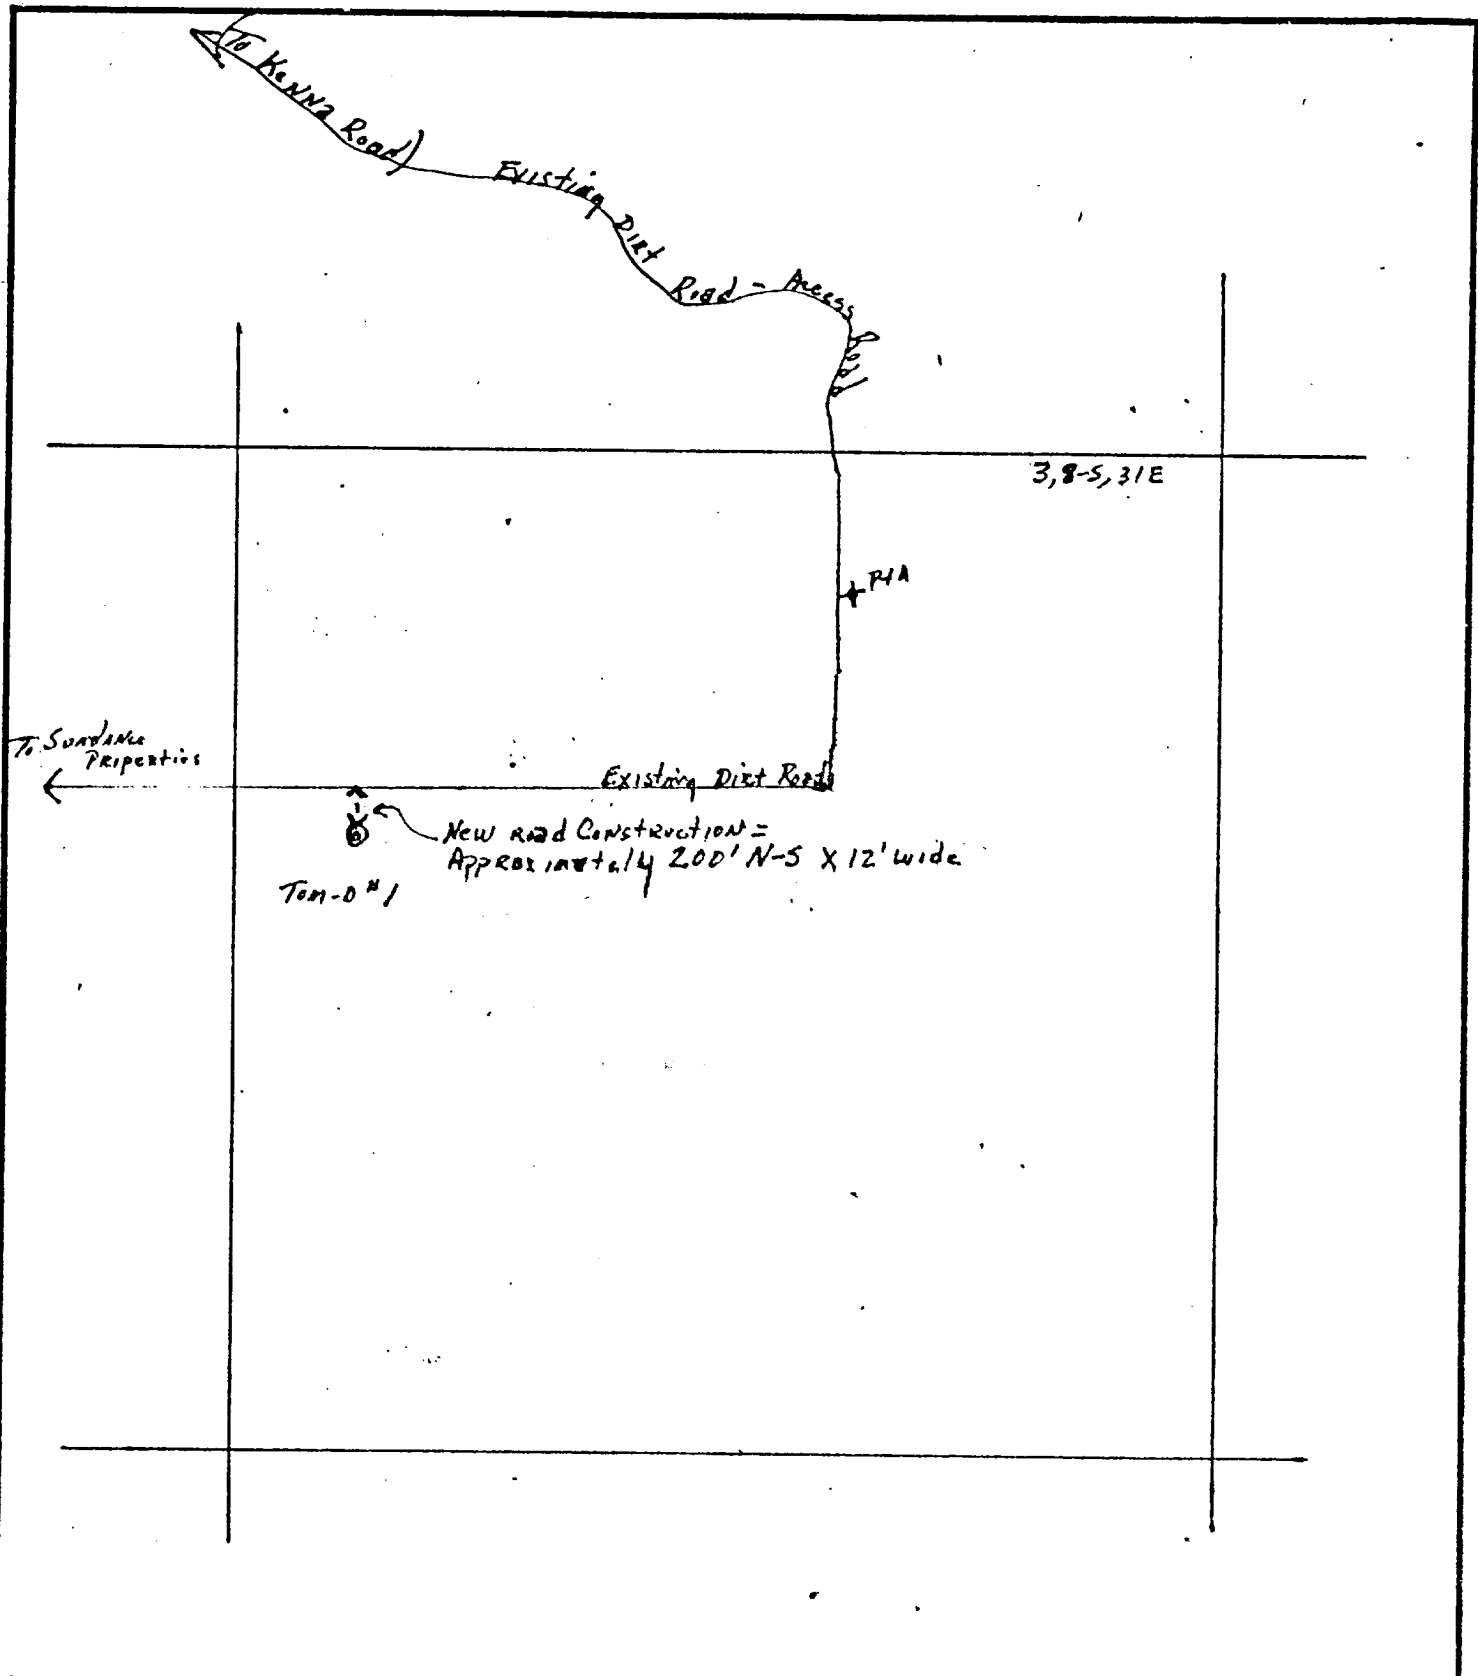 (To Kenna Road)
Existing Dirt Road - Access Road
3, 8-S, 31E
P+A
To Sundance
Properties
Existing Dirt Road
New road Construction =
Approximately 200' N-S X 12' wide
Tom-D #1